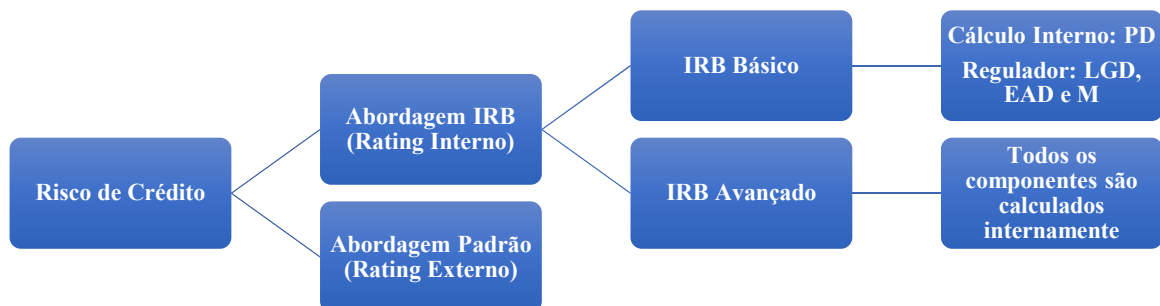 Risco de Crédito
Abordagem IRB
(Rating Interno)
IRB Básico
Cálculo Interno: PD
Regulador: LGD,
EAD e M
IRB Avançado
Todos os
componentes são
calculados
internamente
Abordagem Padrão
(Rating Externo)